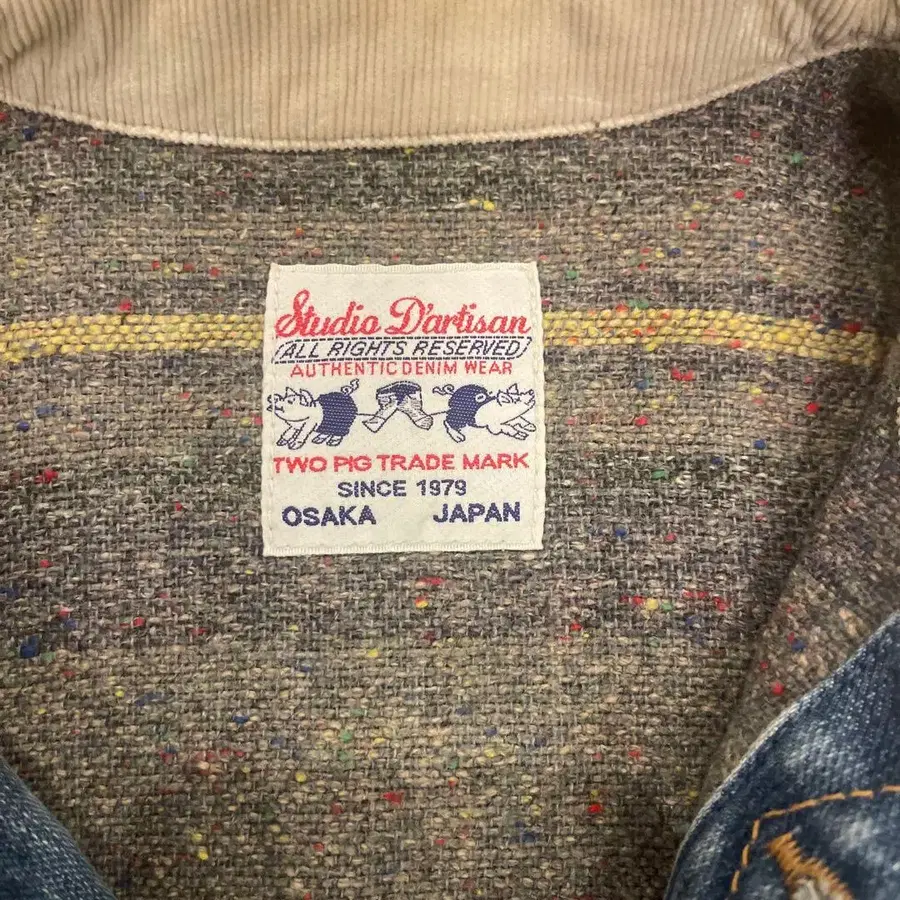 Studio D'artisan
ALL RIGHTS RESERVED
AUTHENTIC DENIM WEAR
TWO PIG TRADE MARK
SINCE 1979
OSAKA JAPAN